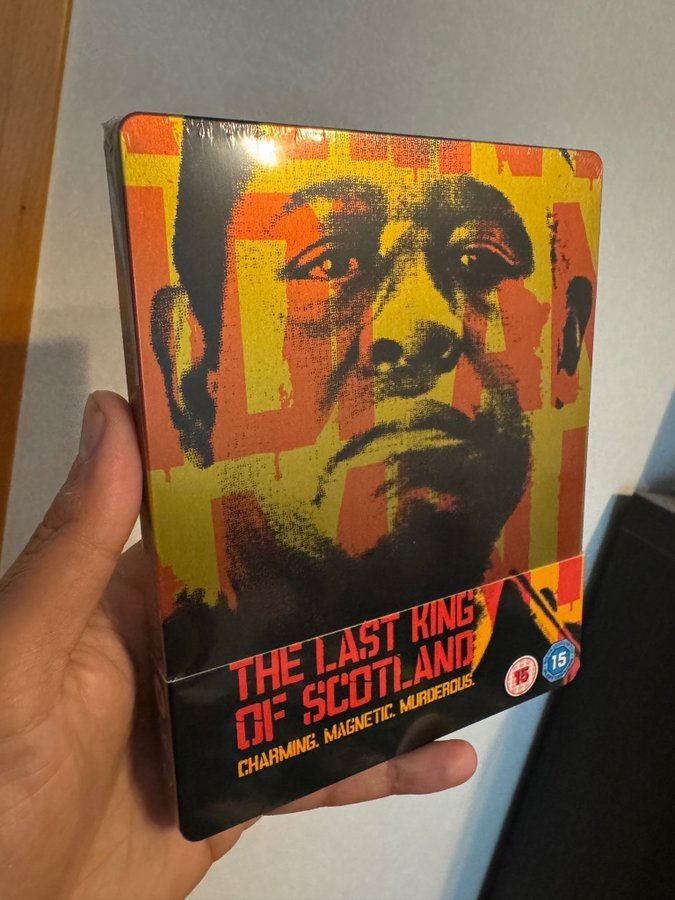 THE LAST KING
OF SCOTLAND
CHARMING. MAGNETIC. MURDEROUS.
15
15